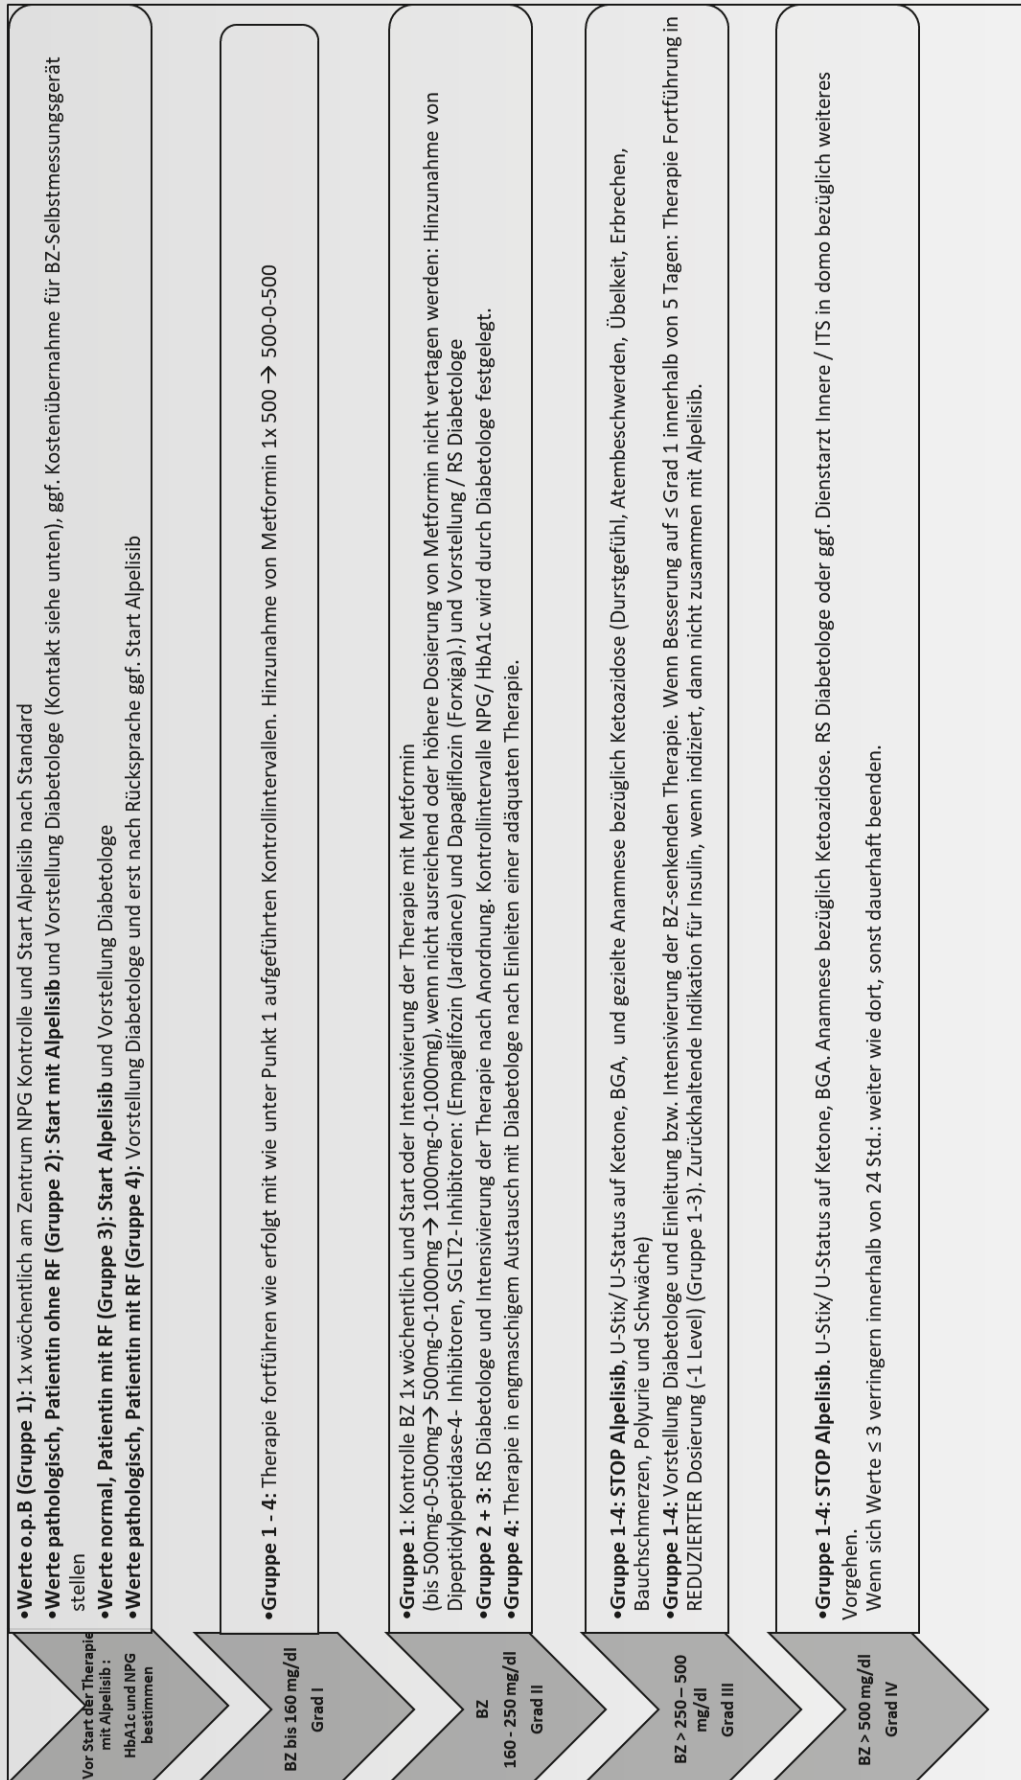 Vor Start der Therapie
mit Alpelisib :
HbA1c und NPG
bestimmen
•Werte o.p.B (Gruppe 1): 1x wöchentlich am Zentrum NPG Kontrolle und Start Alpelisib nach Standard
•Werte pathologisch, Patientin ohne RF (Gruppe 2): Start mit Alpelisib und Vorstellung Diabetologe (Kontakt siehe unten), ggf. Kostenübernahme für BZ-Selbstmessungsgerät
stellen
•Werte normal, Patientin mit RF (Gruppe 3): Start Alpelisib und Vorstellung Diabetologe
•Werte pathologisch, Patientin mit RF (Gruppe 4): Vorstellung Diabetologe und erst nach Rücksprache ggf. Start Alpelisib
BZ bis 160 mg/dl
Grad I
•Gruppe 1 - 4: Therapie fortführen wie erfolgt mit wie unter Punkt 1 aufgeführten Kontrollintervallen. Hinzunahme von Metformin 1x 500 → 500-0-500
BZ
160 - 250 mg/dl
Grad II
•Gruppe 1: Kontrolle BZ 1x wöchentlich und Start oder Intensivierung der Therapie mit Metformin
(bis 500mg-0-500mg→ 500mg-0-1000mg → 1000mg-0-1000mg), wenn nicht ausreichend oder höhere Dosierung von Metformin nicht vertagen werden: Hinzunahme von
Dipeptidylpeptidase-4- Inhibitoren, SGLT2- Inhibitoren: (Empaglifozin (Jardiance) und Dapagliflozin (Forxiga).) und Vorstellung / RS Diabetologe
•Gruppe 2 + 3: RS Diabetologe und Intensivierung der Therapie nach Anordnung. Kontrollintervalle NPG/ HbA1c wird durch Diabetologe festgelegt.
•Gruppe 4: Therapie in engmaschigem Austausch mit Diabetologe nach Einleiten einer adäquaten Therapie.
BZ > 250 – 500
mg/dl
Grad III
•Gruppe 1-4: STOP Alpelisib, U-Stix/ U-Status auf Ketone, BGA, und gezielte Anamnese bezüglich Ketoazidose (Durstgefühl, Atembeschwerden, Übelkeit, Erbrechen,
Bauchschmerzen, Polyurie und Schwäche)
•Gruppe 1-4: Vorstellung Diabetologe und Einleitung bzw. Intensivierung der BZ-senkenden Therapie. Wenn Besserung auf ≤ Grad 1 innerhalb von 5 Tagen: Therapie Fortführung in
REDUZIERTER Dosierung (-1 Level) (Gruppe 1-3). Zurückhaltende Indikation für Insulin, wenn indiziert, dann nicht zusammen mit Alpelisib.
BZ > 500 mg/dl
Grad IV
•Gruppe 1-4: STOP Alpelisib. U-Stix/ U-Status auf Ketone, BGA. Anamnese bezüglich Ketoazidose. RS Diabetologe oder ggf. Dienstarzt Innere / ITS in domo bezüglich weiteres
Vorgehen.
Wenn sich Werte ≤ 3 verringern innerhalb von 24 Std.: weiter wie dort, sonst dauerhaft beenden.